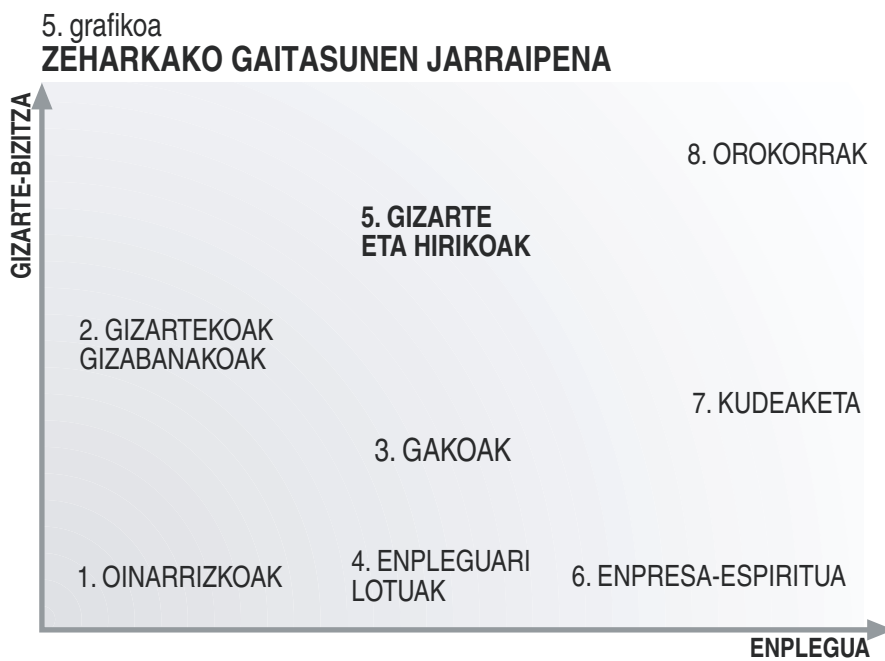 5. grafikoa
ZEHARKAKO GAITASUNEN JARRAIPENA
GIZARTE-BIZITZA
8. OROKORRAK
5. GIZARTE
ETA HIRIKOAK
2. GIZARTEKOAK
GIZABANAKOAK
7. KUDEAKETA
3. GAKOAK
1. OINARRIZKOAK
4. ENPLEGUARI
LOTUAK
6. ENPRESA-ESPIRITUA
ENPLEGUA